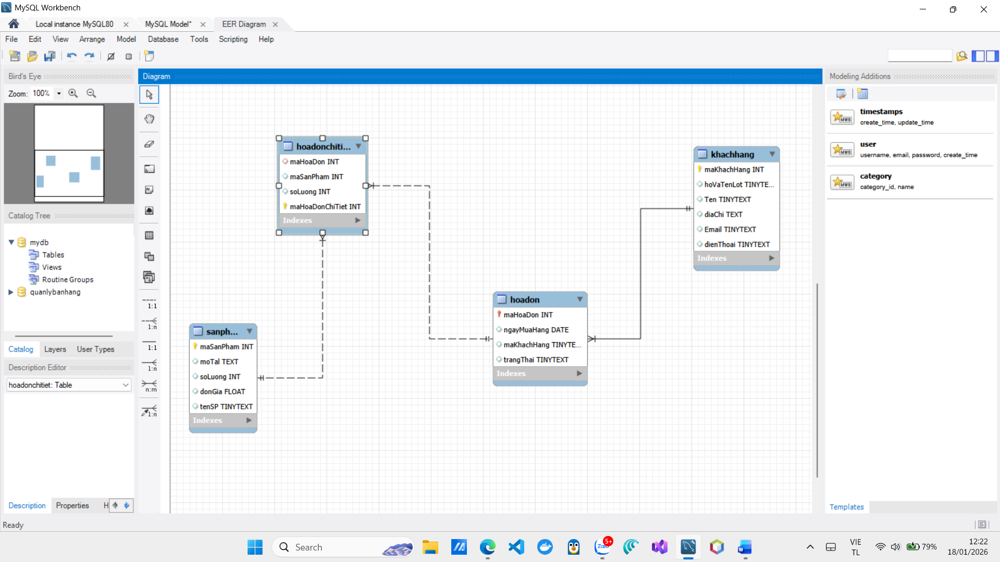 MySQL Workbench
Local instance MySQL80
MySQL Model*
EER Diagram
File Edit View Arrange Model Database Tools Scripting Help
Bird's Eye
Zoom: 100%
Catalog Tree
mydb
Tables
Views
Routine Groups
quanlybanhang
Catalog Layers User Types
Description Editor
hoadonchitiet: Table
Description Properties H
Ready
Diagram
1:1
1:n
1:1
1:n
n:m
1:n
hoadonchiti...
maHoaDon INT
maSanPham INT
soLuong INT
maHoaDonChiTiet INT
Indexes
khachhang
maKhachHang INT
hoVaTenLot TINYTE...
Ten TINYTEXT
diaChi TEXT
Email TINYTEXT
dienThoai TINYTEXT
Indexes
hoadon
maHoaDon INT
ngayMuaHang DATE
maKhachHang TINYTE...
trangThai TINYTEXT
Indexes
sanph...
maSanPham INT
moTal TEXT
soLuong INT
donGia FLOAT
tenSP TINYTEXT
Indexes
Modeling Additions
MWB
timestamps
create_time, update_time
MWB
user
username, email, password, create_time
MWB
category
category_id, name
Templates
Search
Zalo
5+
W
VIE
TL
79%
12:22
18/01/2026